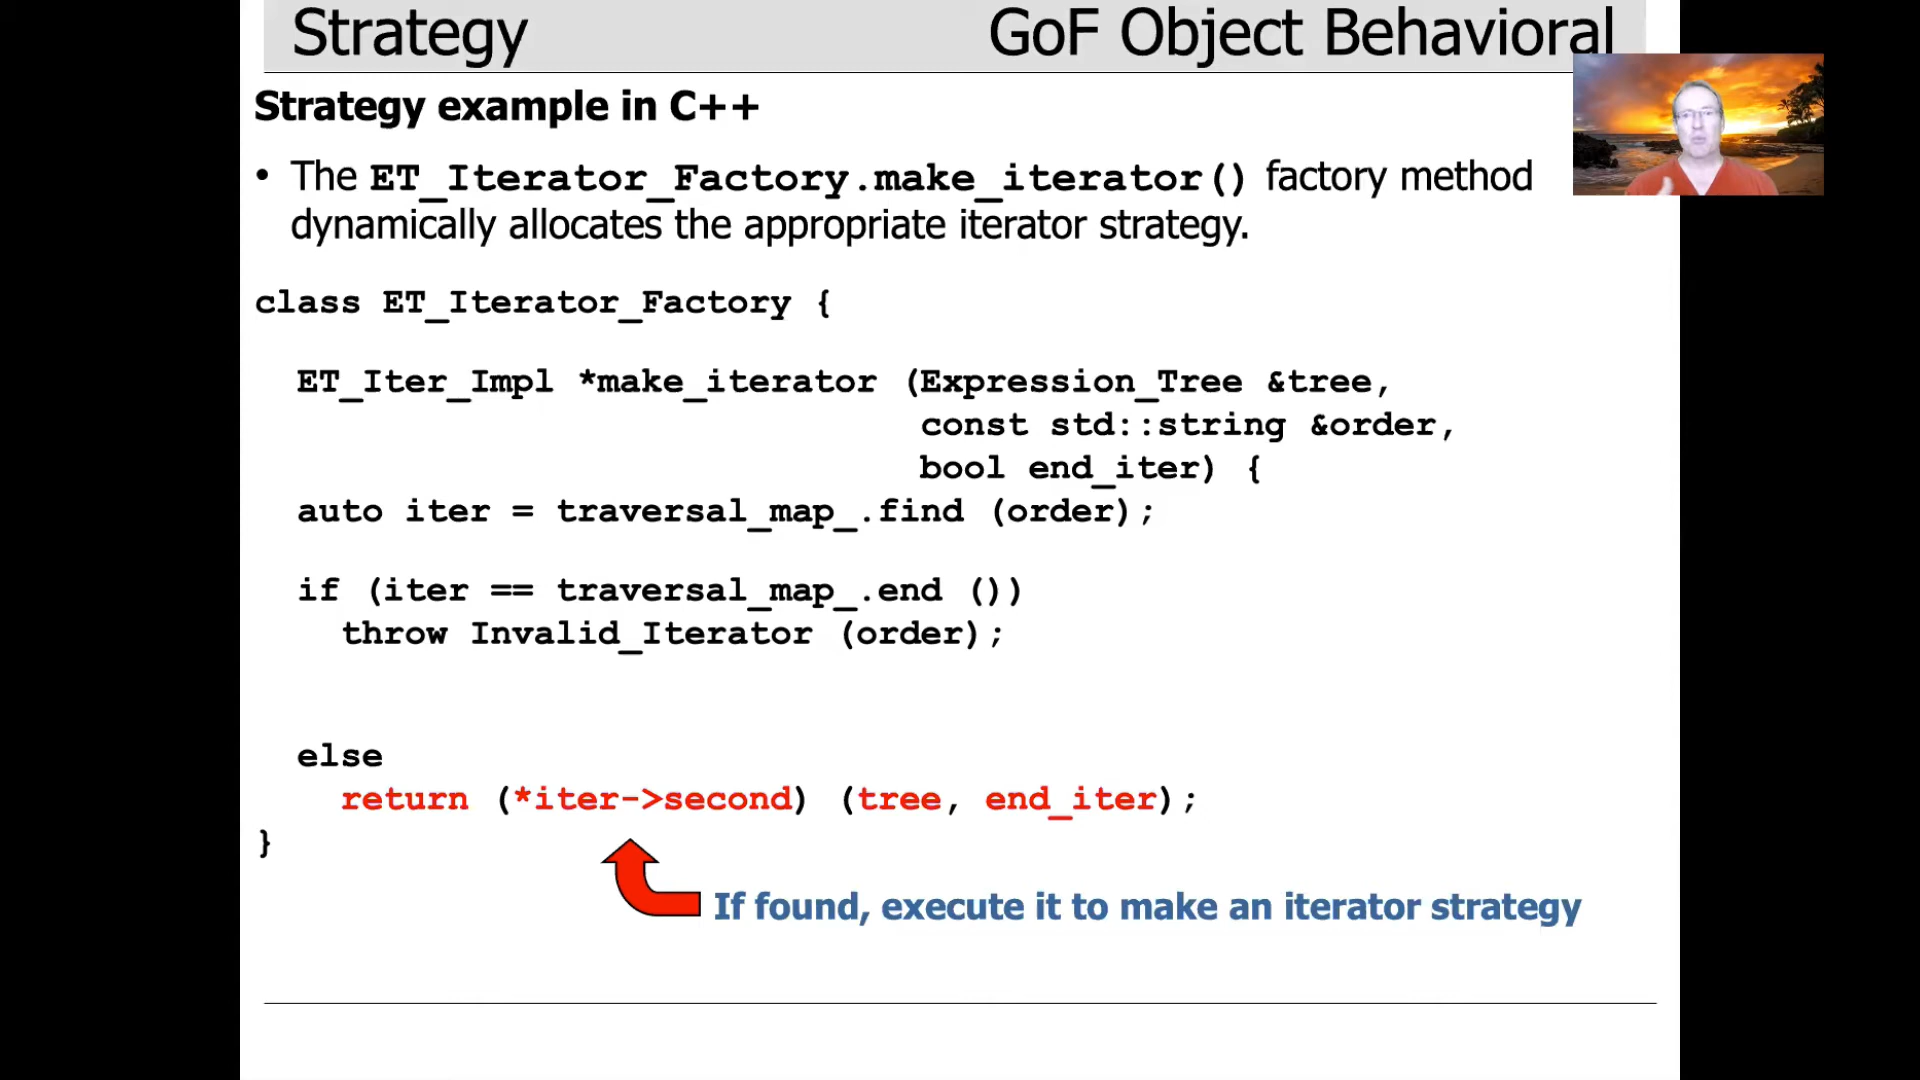 Strategy GoF Object Behavioral
Strategy example in C++
• The ET_Iterator_Factory.make_iterator() factory method
dynamically allocates the appropriate iterator strategy.
class ET_Iterator_Factory {
ET_Iter_Impl *make_iterator (Expression_Tree &tree,
const std::string &order,
bool end_iter) {
auto iter = traversal_map_.find (order);
if (iter == traversal_map_.end ())
throw Invalid_Iterator (order);
else
return (*iter->second) (tree, end_iter);
}
If found, execute it to make an iterator strategy